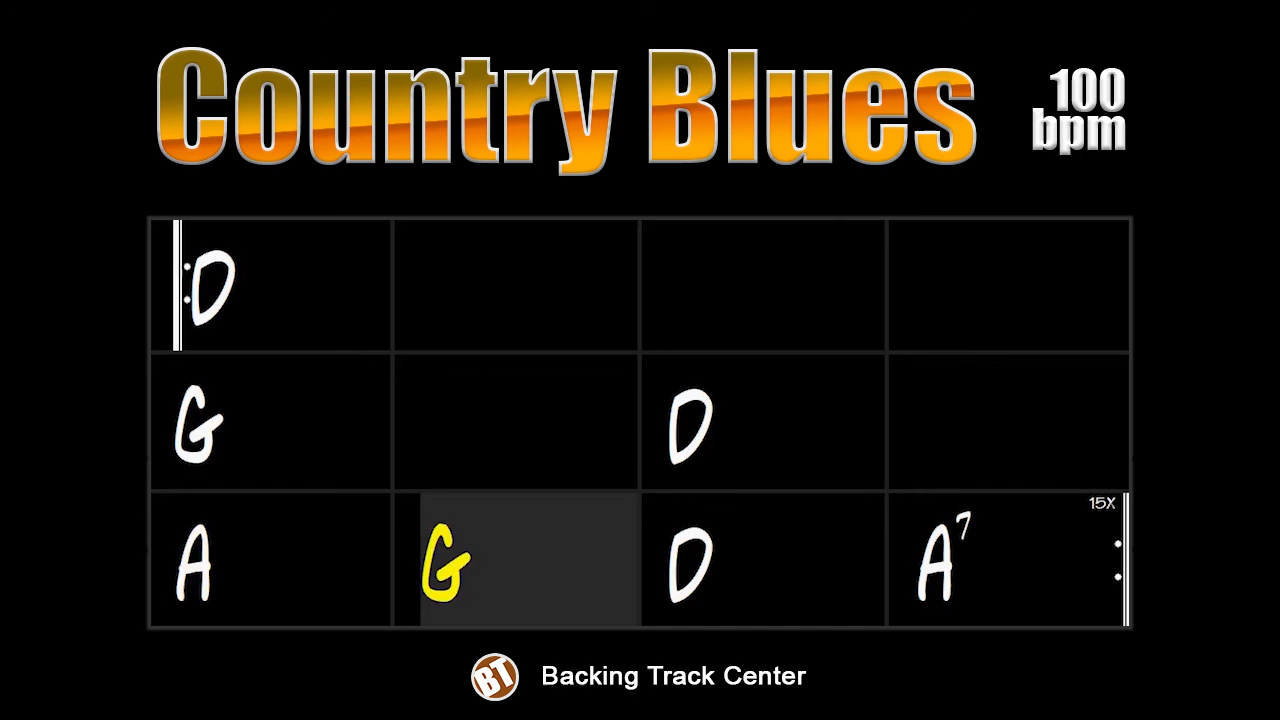 Country Blues
100
bpm
D
G D
A G D A7
15X
BT Backing Track Center